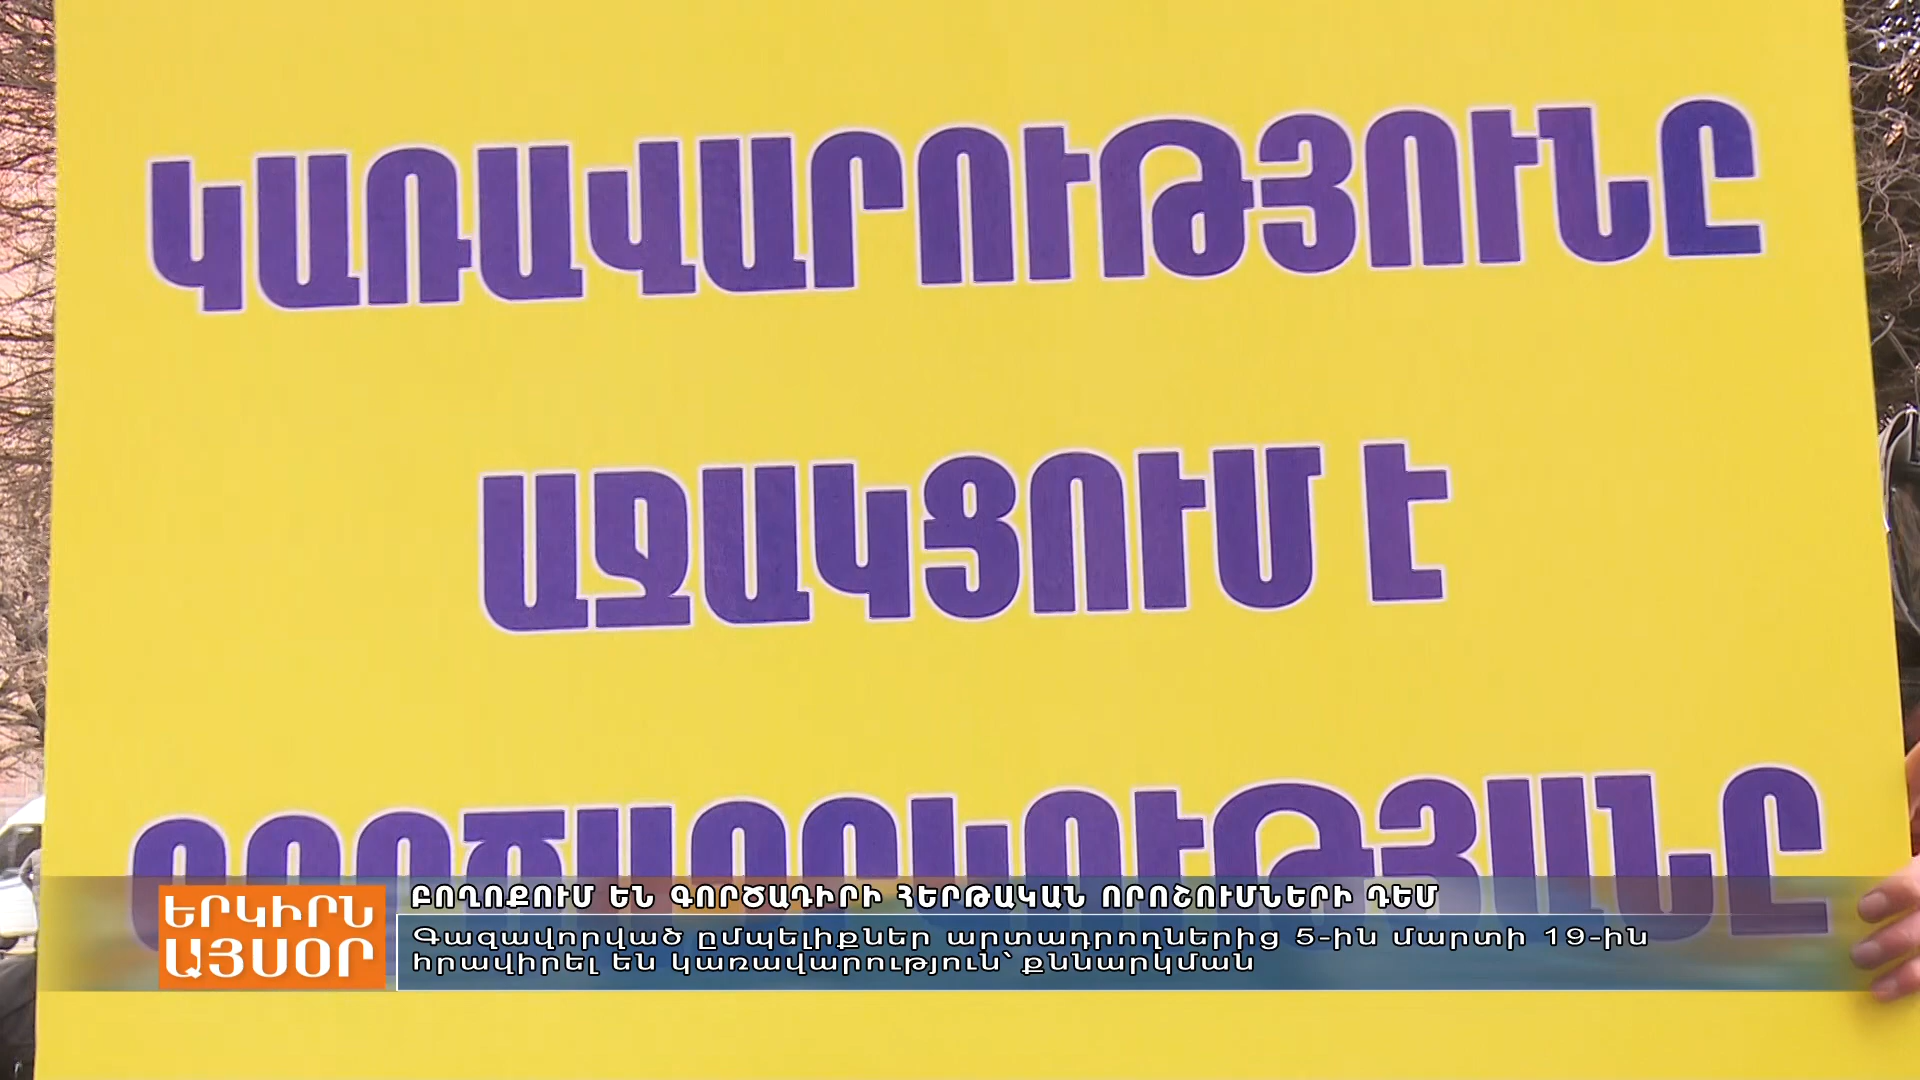 ԿԱՌԱՎԱՐՈՒԹՅՈՒՆԸ
ԱՋԱԿՑՈՒՄ Է
ԳՈՐԾԱԶՐԿՈՒԹՅԱՆԸ
ԵՐԿԻՐՆ
ԱՅՍՕՐ
ԲՈՂՈՔՈՒՄ ԵՆ ԳՈՐԾԱԴԻՐԻ ՀԵՐԹԱԿԱՆ ՈՐՈՇՈՒՄՆԵՐԻ ԴԵՄ
Գազավորված ըմպելիքներ արտադրողներից 5-ին մարտի 19-ին
հրավիրել են կառավարություն՝ քննարկման